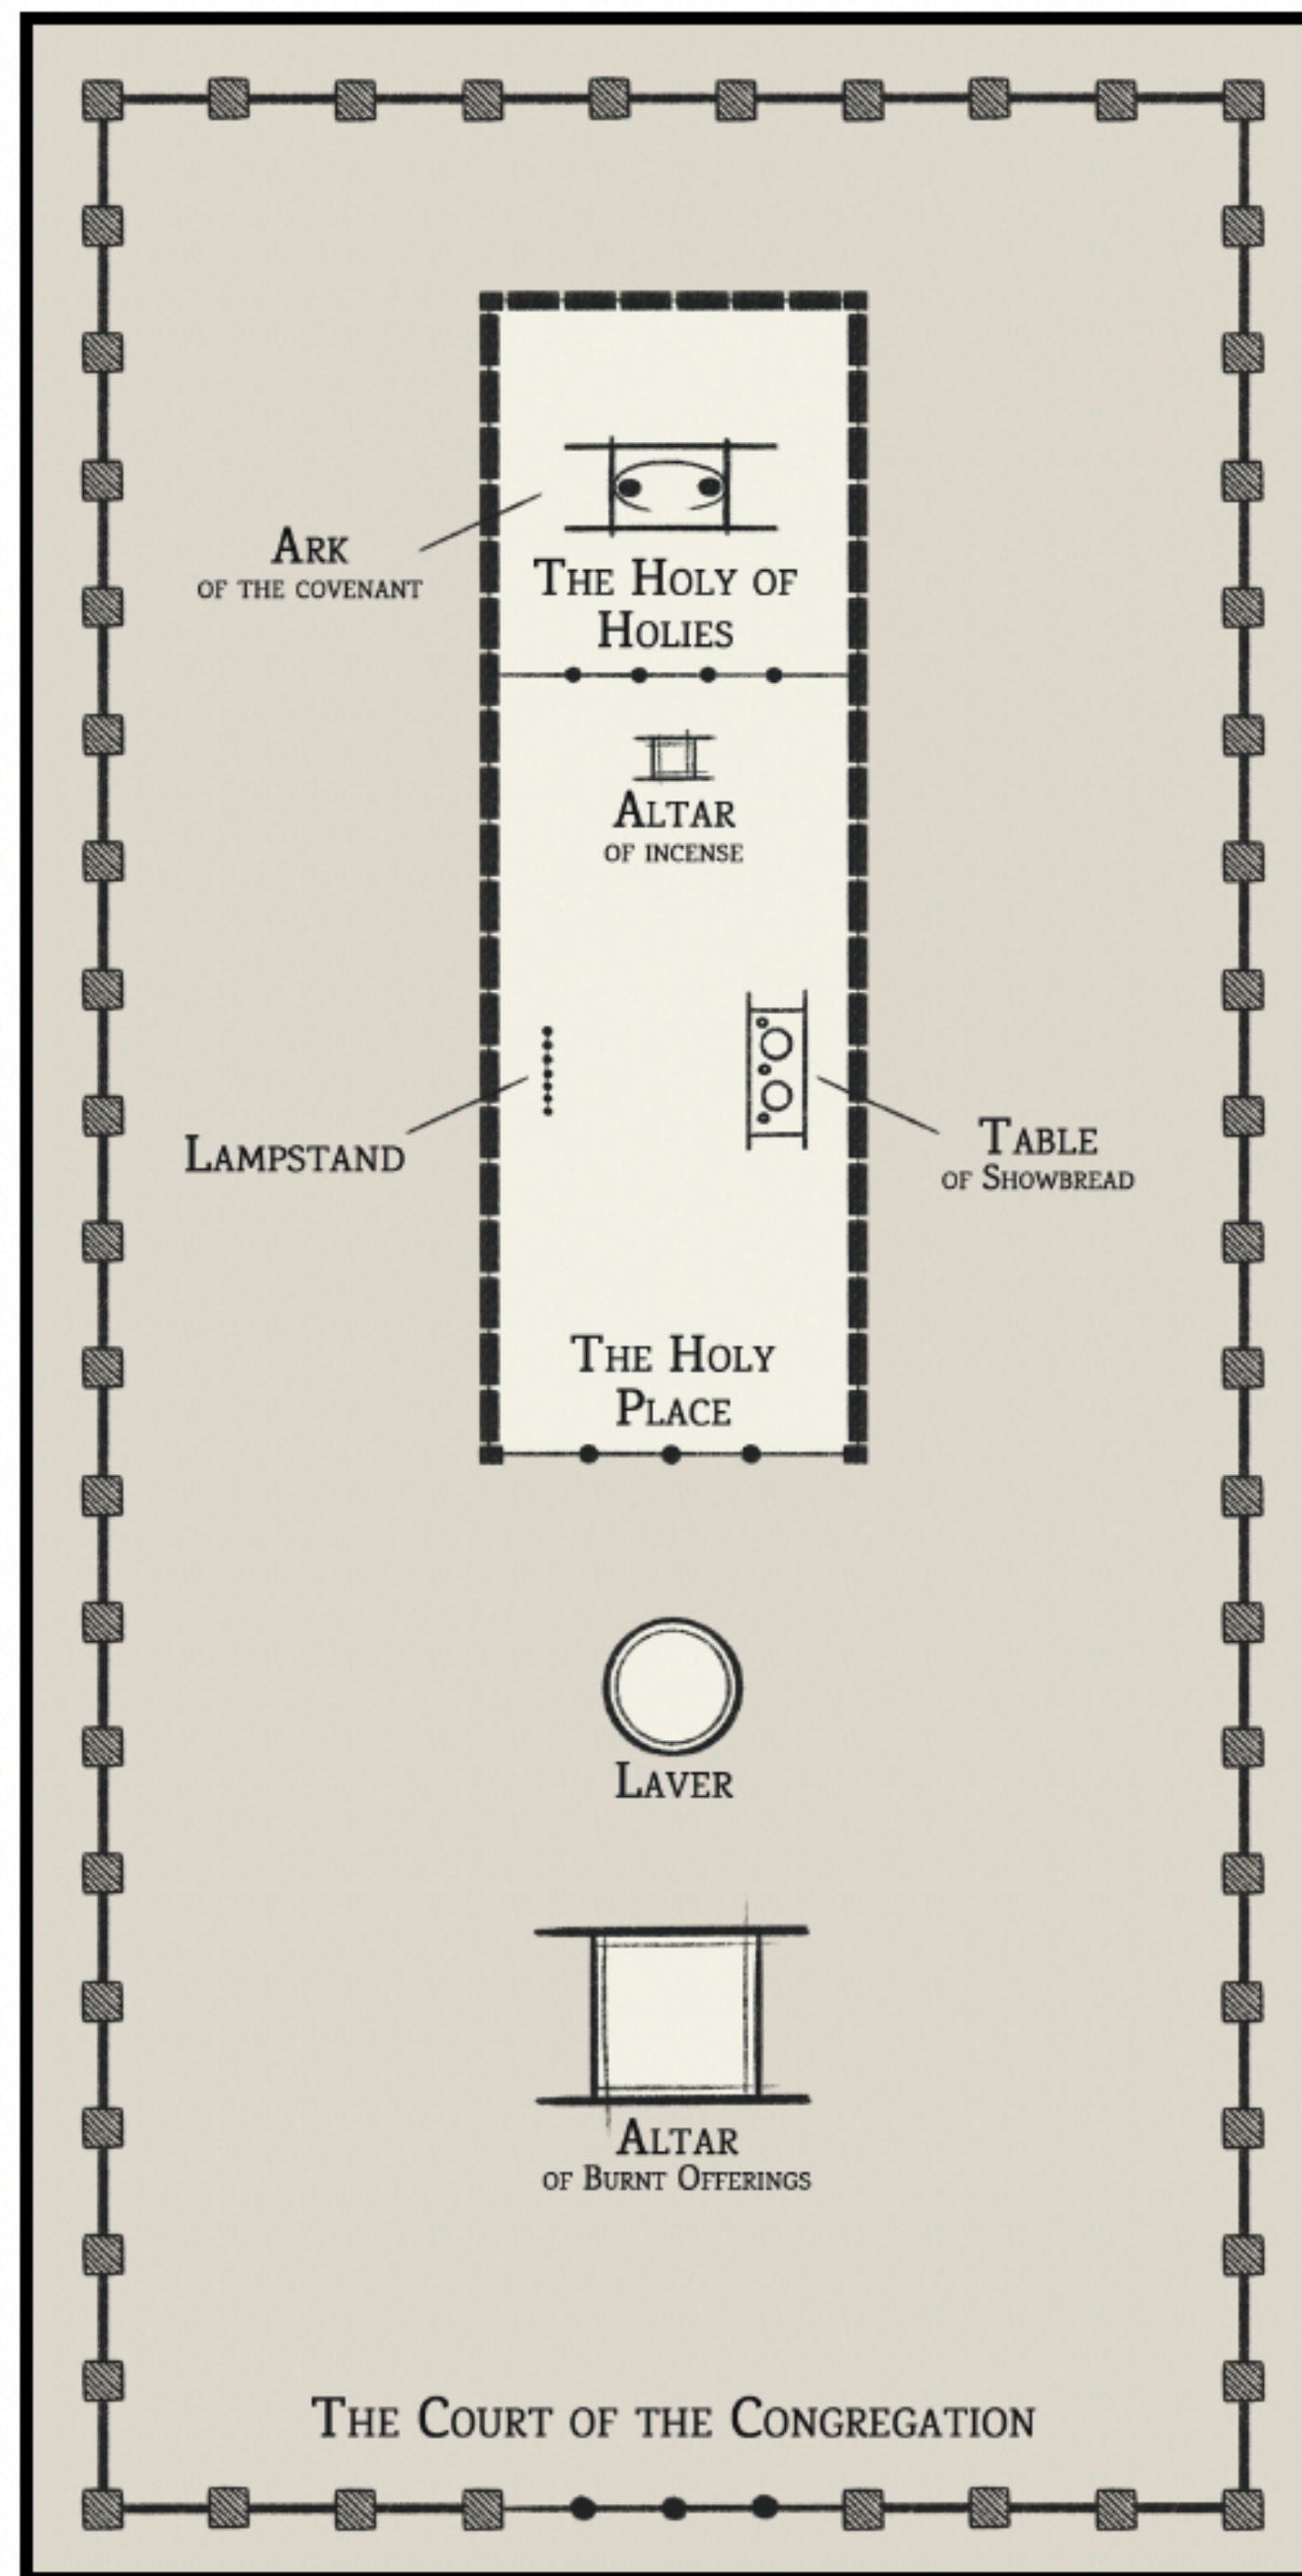 Ark
of the covenant
The Holy of
Holies
Altar
of incense
Lampstand
Table
of Showbread
The Holy
Place
Laver
Altar
of Burnt Offerings
The Court of the Congregation